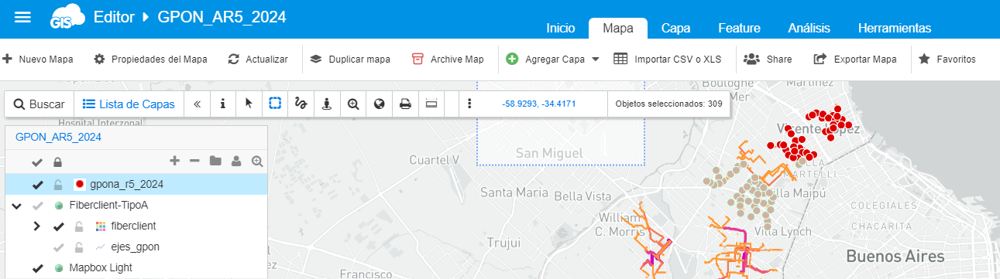 GIS Editor GPON_AR5_2024
Inicio Mapa Capa Feature Análisis Herramientas
Nuevo Mapa Propiedades del Mapa Actualizar Duplicar mapa Archive Map Agregar Capa Importar CSV o XLS Share Exportar Mapa Favoritos
Buscar Lista de Capas -58.9293, -34.4171 Objetos seleccionados: 309
GPON_AR5_2024
gpona_r5_2024
Fiberclient-TipoA
fiberclient
ejes_gpon
Mapbox Light
Hospital Interzonal
Boulogne
Mer
Martínez
Vicente López
San Miguel
Cuartel V
MARTELLI
Santa Maria
Bella Vista
Villa Maipú
COLEGIALES
William
C. Morris
Villa Lynch
CHACARITA
Trujui
Buenos Aires
Francisco